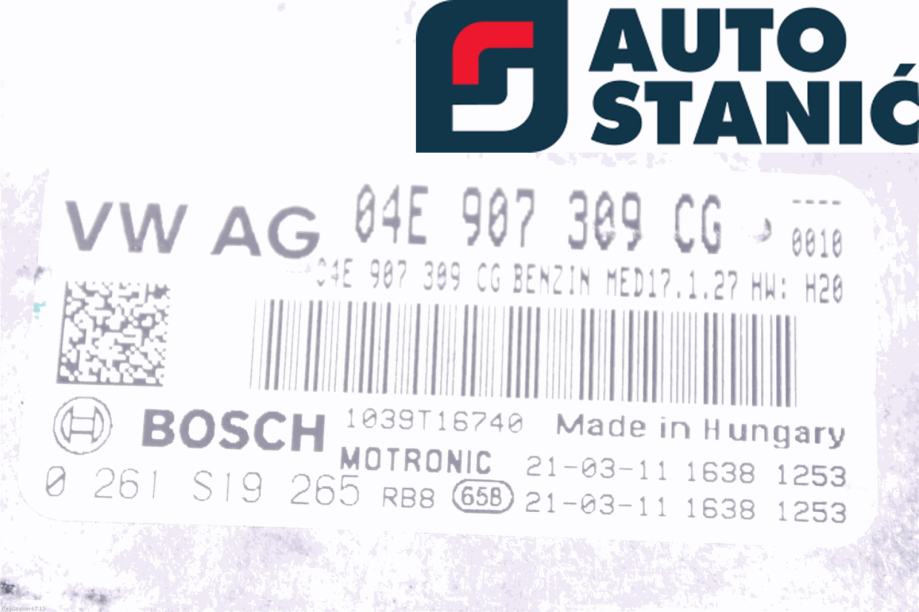 AUTO
STANIĆ
VW AG 04E 907 309 CG ----
0010
04E 907 309 CG BENZIN MED17.1.27 HW: H20
BOSCH 1039T16740 Made in Hungary
MOTRONIC 21-03-11 1638 1253
0 261 S19 265 RB8 65B 21-03-11 1638 1253